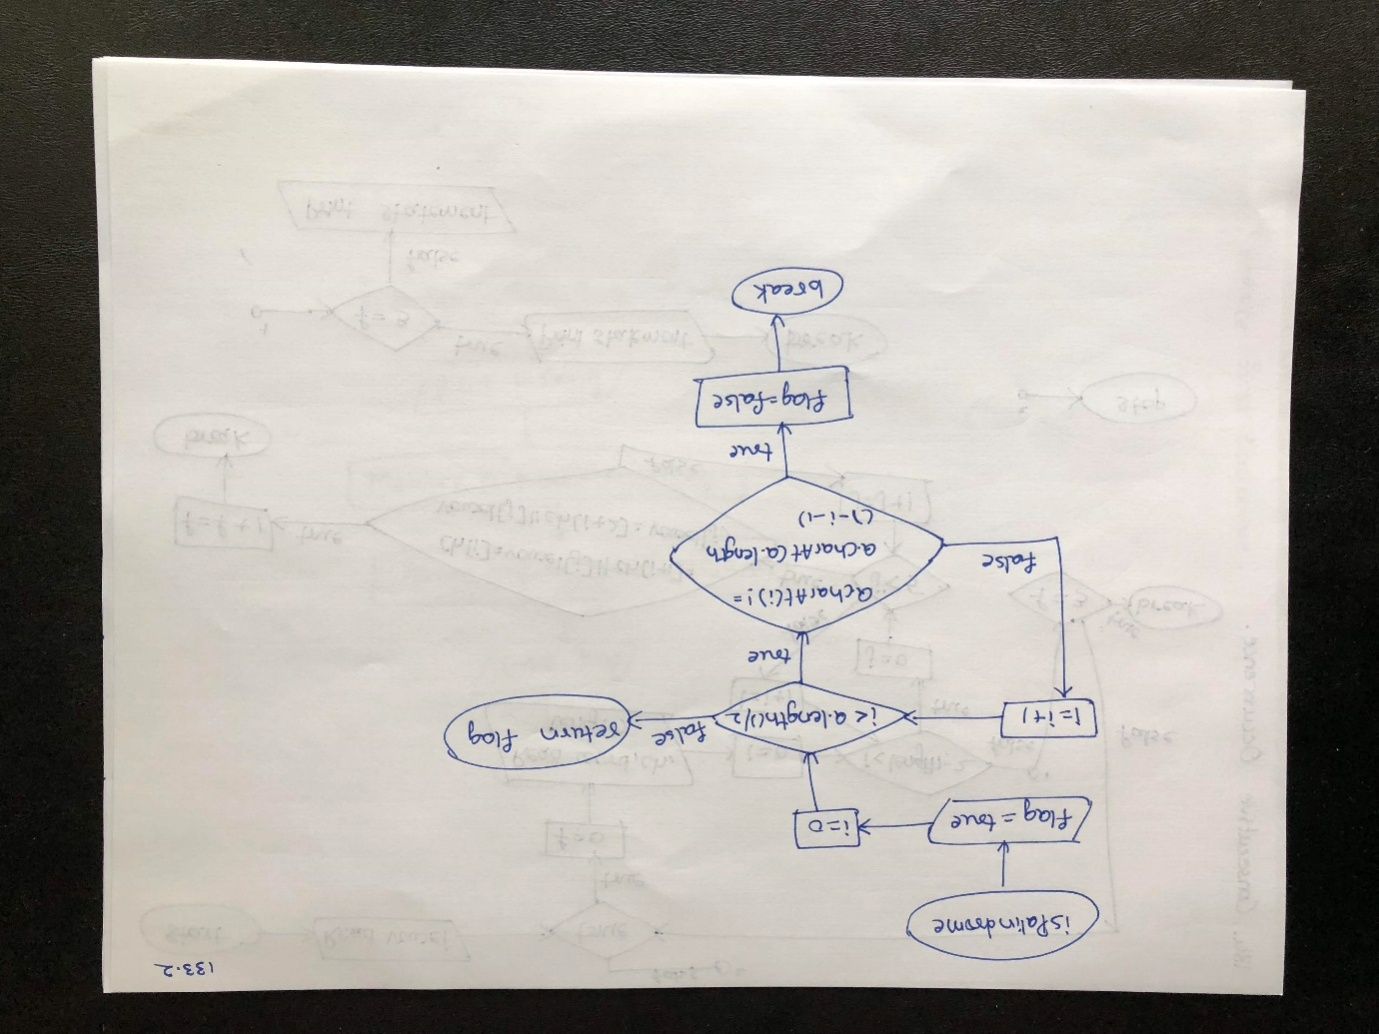 133.2
isPalindrome
flag = true
i=0
i=i+1
i< a.length()/2
false
return flag
true
a.charAt(i) !=
a.charAt(a.length
()-i-1)
false
true
flag=false
break